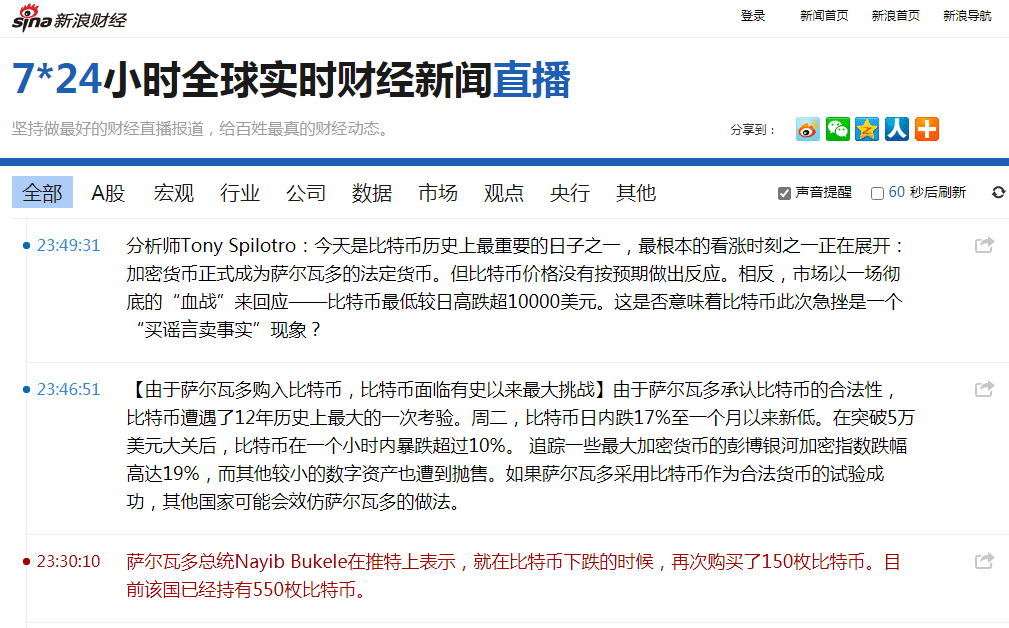 sina新浪财经
登录 新闻首页 新浪首页 新浪导航
7*24小时全球实时财经新闻直播
坚持做最好的财经直播报道，给百姓最真的财经动态。
分享到：
全部 A股 宏观 行业 公司 数据 市场 观点 央行 其他 声音提醒 60 秒后刷新
23:49:31 分析师Tony Spilotro：今天是比特币历史上最重要的日子之一，最根本的看涨时刻之一正在展开：
加密货币正式成为萨尔瓦多的法定货币。但比特币价格没有按预期做出反应。相反，市场以一场彻
底的“血战”来回应——比特币最低较日高跌超10000美元。这是否意味着比特币此次急挫是一个
“买谣言卖事实”现象？
23:46:51 【由于萨尔瓦多购入比特币，比特币面临有史以来最大挑战】由于萨尔瓦多承认比特币的合法性，
比特币遭遇了12年历史上最大的一次考验。周二，比特币日内跌17%至一个月以来新低。在突破5万
美元大关后，比特币在一个小时内暴跌超过10%。 追踪一些最大加密货币的彭博银河加密指数跌幅
高达19%，而其他较小的数字资产也遭到抛售。如果萨尔瓦多采用比特币作为合法货币的试验成
功，其他国家可能会效仿萨尔瓦多的做法。
23:30:10 萨尔瓦多总统Nayib Bukele在推特上表示，就在比特币下跌的时候，再次购买了150枚比特币。目
前该国已经持有550枚比特币。